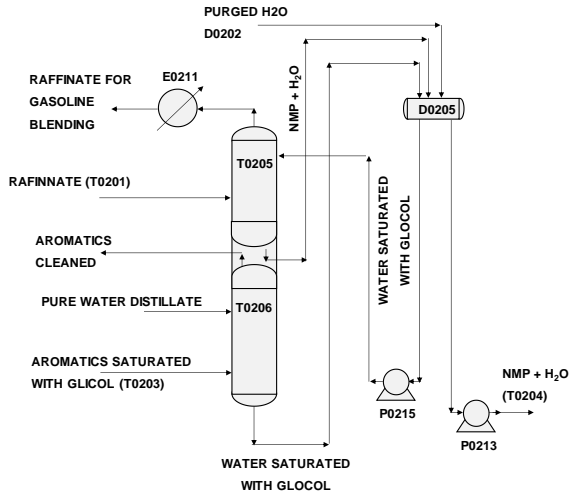 PURGED H2O
D0202
RAFFINATE FOR
GASOLINE
BLENDING
E0211
NMP + H₂O
D0205
T0205
RAFINNATE (T0201)
WATER SATURATED
WITH GLOCOL
AROMATICS
CLEANED
PURE WATER DISTILLATE
T0206
AROMATICS SATURATED
WITH GLICOL (T0203)
P0215
NMP + H₂O
(T0204)
P0213
WATER SATURATED
WITH GLOCOL